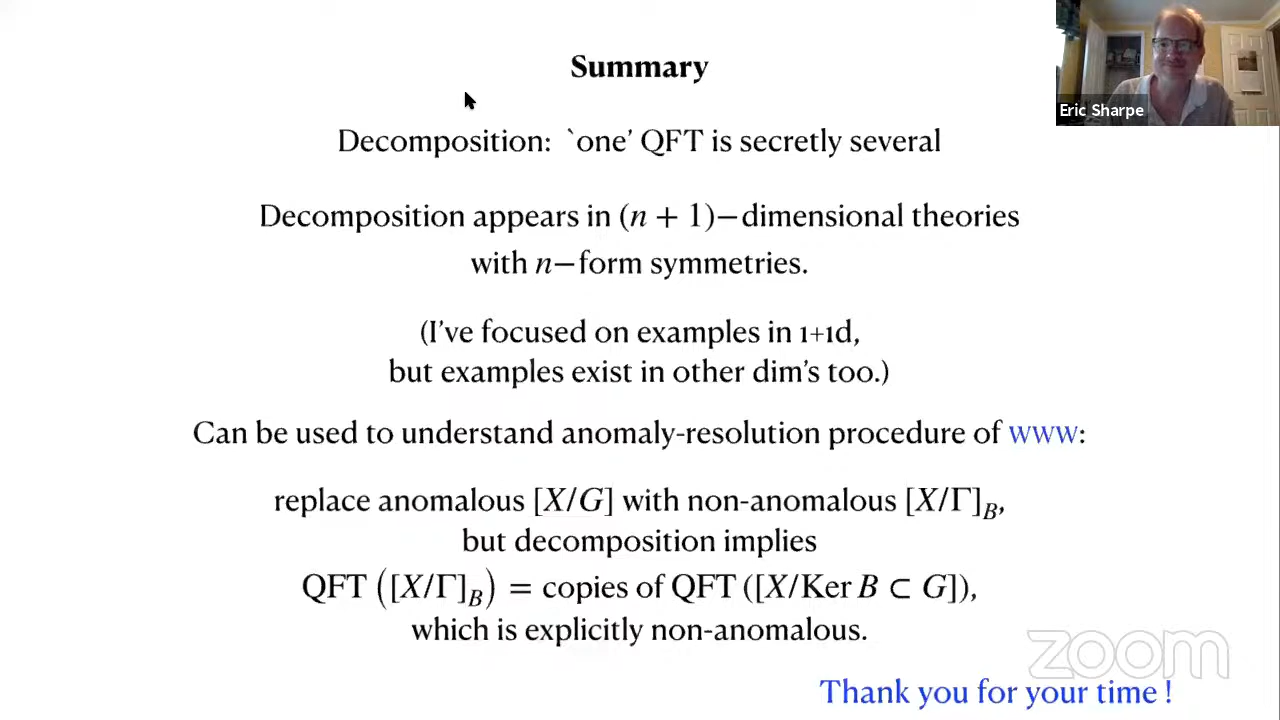 Summary
Eric Sharpe
Decomposition: `one’ QFT is secretly several
Decomposition appears in (n + 1)−dimensional theories
with n−form symmetries.
(I’ve focused on examples in 1+1d,
but examples exist in other dim’s too.)
Can be used to understand anomaly-resolution procedure of www:
replace anomalous [X/G] with non-anomalous [X/Γ]_B,
but decomposition implies
QFT ([X/Γ]_B) = copies of QFT ([X/Ker B ⊂ G]),
which is explicitly non-anomalous.
zoom
Thank you for your time !